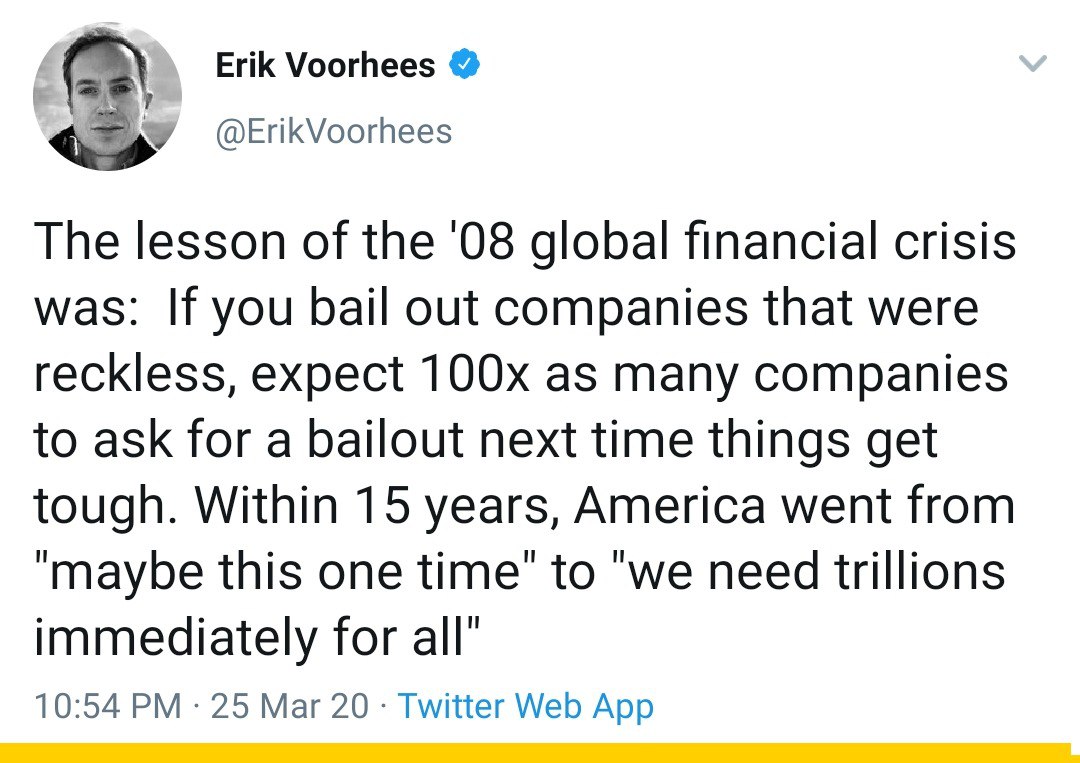 Erik Voorhees
@ErikVoorhees
The lesson of the '08 global financial crisis
was:  If you bail out companies that were
reckless, expect 100x as many companies
to ask for a bailout next time things get
tough. Within 15 years, America went from
"maybe this one time" to "we need trillions
immediately for all"
10:54 PM · 25 Mar 20 · Twitter Web App